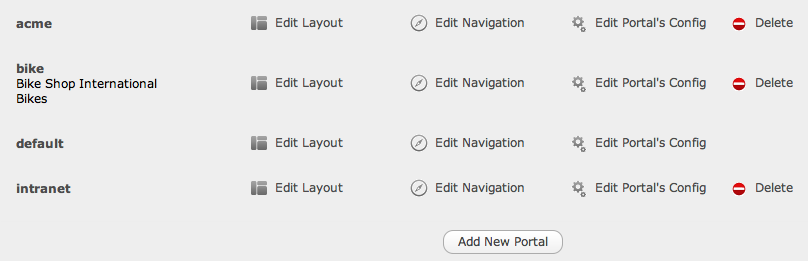 acme Edit Layout Edit Navigation Edit Portal's Config Delete
bike Edit Layout Edit Navigation Edit Portal's Config Delete
Bike Shop International
Bikes
default Edit Layout Edit Navigation Edit Portal's Config
intranet Edit Layout Edit Navigation Edit Portal's Config Delete
Add New Portal